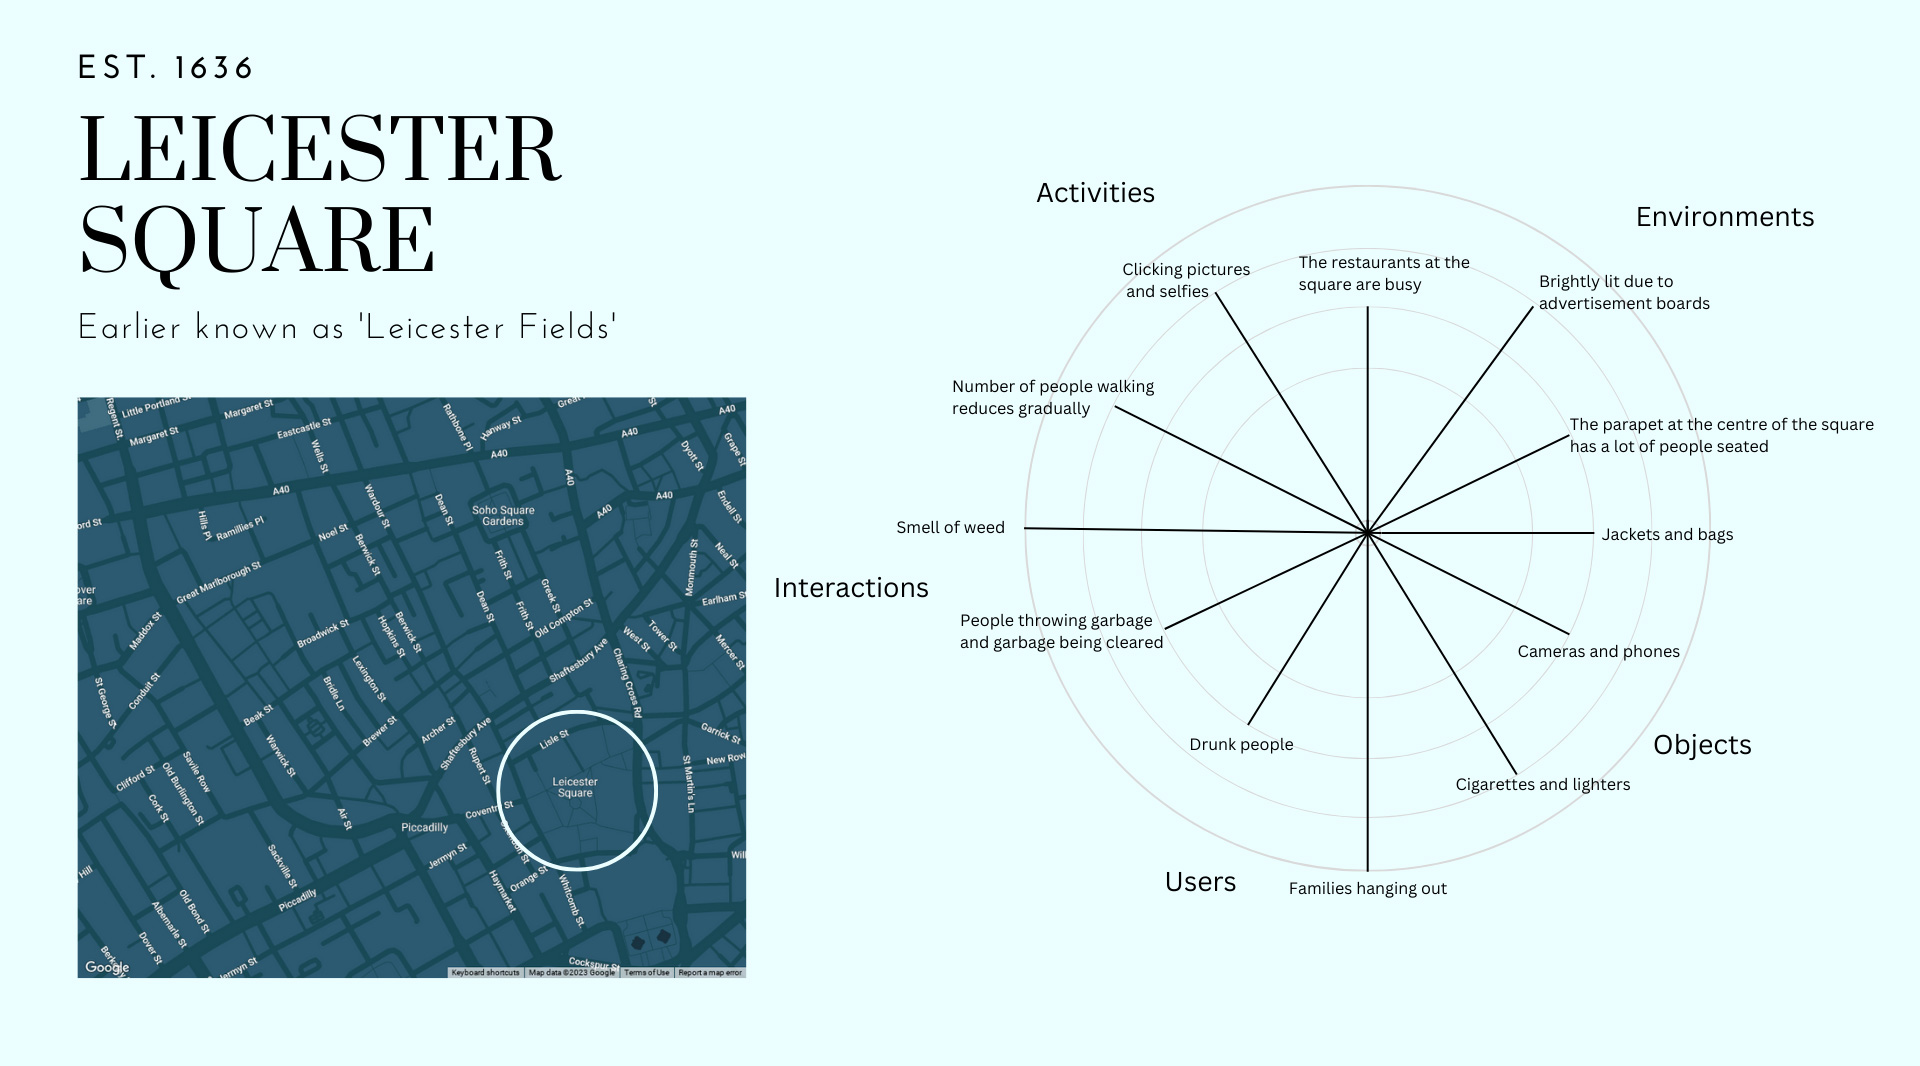 EST. 1636
LEICESTER
SQUARE
Earlier known as 'Leicester Fields'
Regent St.
Little Portland St
Margaret St
Margaret St
Eastcastle St
Wells St
Rathbone Pl
Hanway St
Great
St
A40
A40
A40
A40
A40
A40
A40
Dyott St
Grape St
Endell St
ord St
Hills Pl
Ramillies Pl
Noel St
Wardour St
Berwick St
Dean St
Soho Square
Gardens
Frith St
Greek St
Monmouth St
Neal St
Earlham St
over
are
Great Marlborough St
Maddox St
Broadwick St
Hopkins St
Berwick St
Dean St
Frith St
Old Compton St
West St
Tower St
Mercer St
St George St
Conduit St
Bridle Ln
Lexington St
Shaftesbury Ave
Charing Cross Rd
Beak St
Brewer St
Archer St
Shaftesbury Ave
Rupert St
Lisle St
Garrick St
New Row
St Martin's Ln
Warwick St
Clifford St
Savile Row
Old Burlington St
Cork St
Air St
Leicester
Square
Coventry St
Oxendon St
Piccadilly
Jermyn St
Orange St
Haymarket
Whitcomb St.
Will
Hill
Sackville St
Piccadilly
Old Bond St
Albemarle St
Dover St
Jermyn St
Cockspur St
Google
Keyboard shortcuts
Map data ©2023 Google
Terms of Use
Report a map error
Activities
Environments
Clicking pictures
and selfies
The restaurants at the
square are busy
Brightly lit due to
advertisement boards
Number of people walking
reduces gradually
The parapet at the centre of the square
has a lot of people seated
Smell of weed
Jackets and bags
Interactions
People throwing garbage
and garbage being cleared
Cameras and phones
Drunk people
Objects
Cigarettes and lighters
Users
Families hanging out